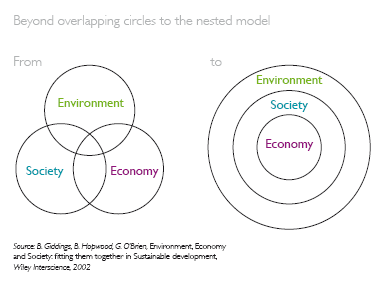 Beyond overlapping circles to the nested model
From
to
Environment
Society
Economy
Environment
Society
Economy
Source: B. Giddings, B. Hopwood, G. O'Brien, Environment, Economy
and Society: fitting them together in Sustainable development,
Wiley Interscience, 2002